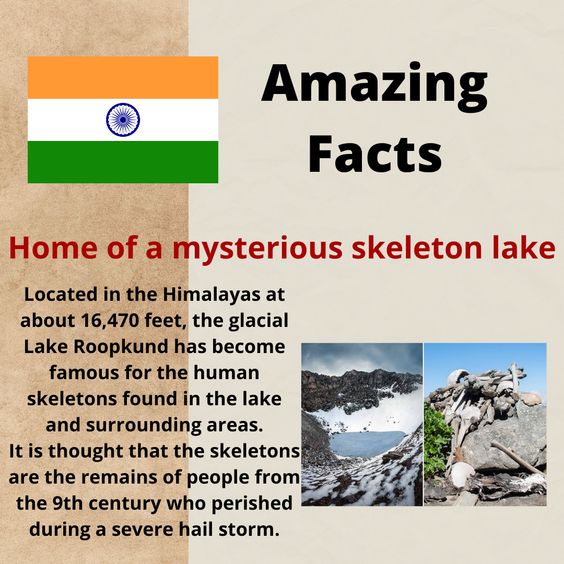 Amazing
Facts
Home of a mysterious skeleton lake
Located in the Himalayas at
about 16,470 feet, the glacial
Lake Roopkund has become
famous for the human
skeletons found in the lake
and surrounding areas.
It is thought that the skeletons
are the remains of people from
the 9th century who perished
during a severe hail storm.